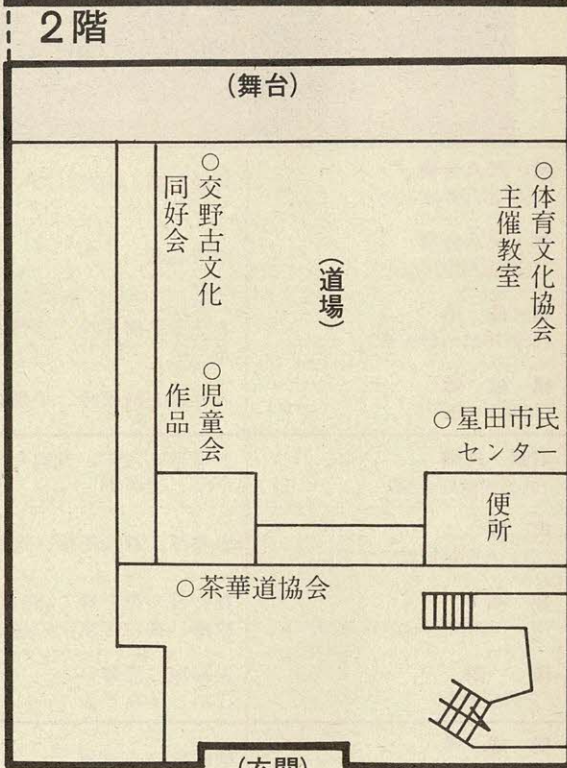 2階
(舞台)
○体育文化協会
主催教室
(道場)
○交野古文化
同好会
○児童会
作品
○星田市民
センター
便所
○茶華道協会
(玄関)